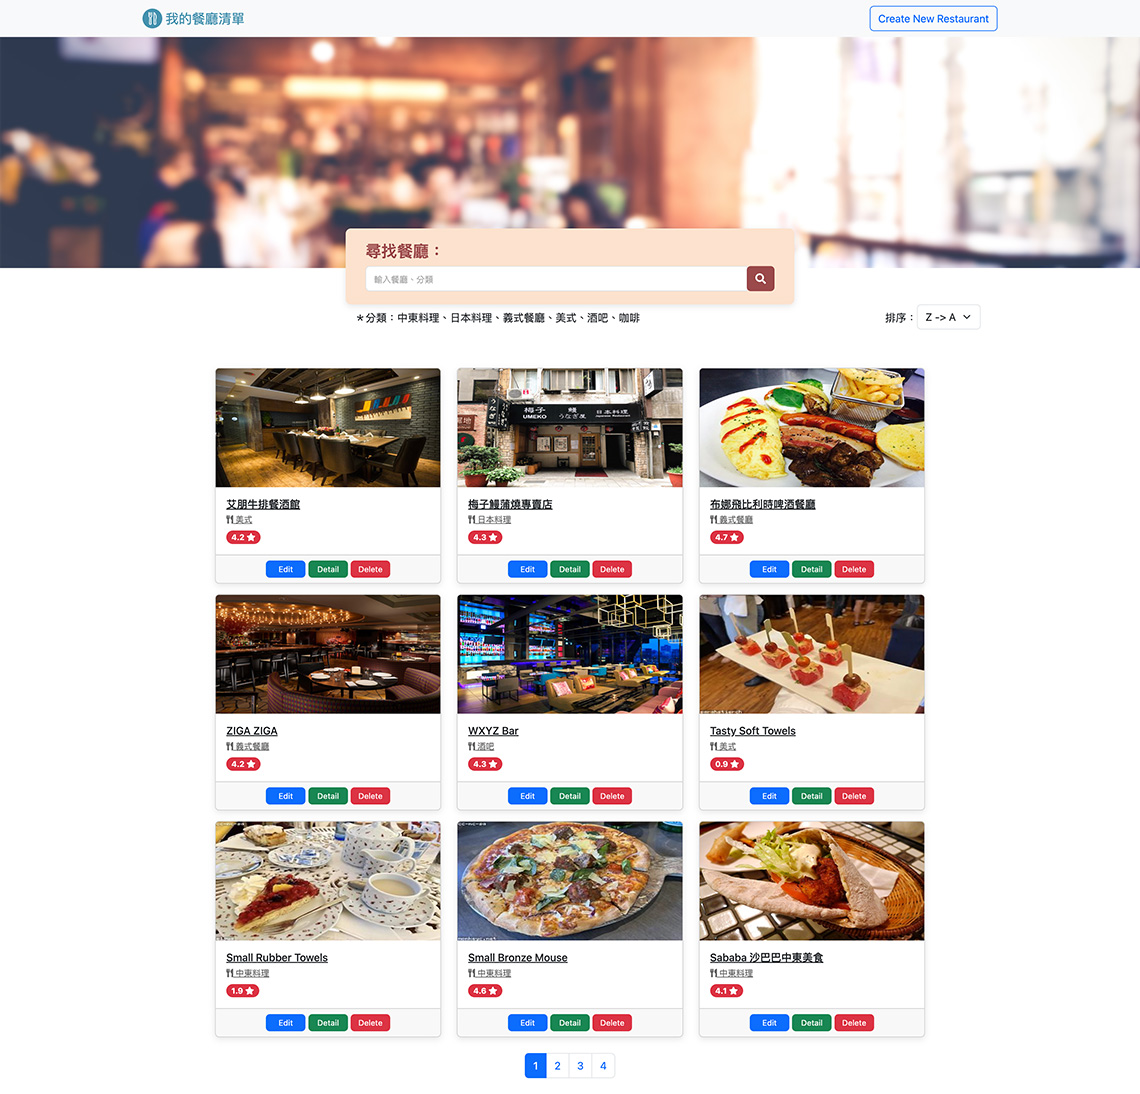 我的餐廳清單
Create New Restaurant
尋找餐廳：
輸入餐廳、分類
＊分類：中東料理、日本料理、義式餐廳、美式、酒吧、咖啡
排序： Z -> A
梅子 鰻 日本料理
UMEKO うなぎ屋 Japanese Restaurant
艾朋牛排餐酒館
美式
4.2
Edit Detail Delete
梅子鰻蒲燒專賣店
日本料理
4.3
Edit Detail Delete
布娜飛比利時啤酒餐廳
義式餐廳
4.7
Edit Detail Delete
ZIGA ZIGA
義式餐廳
4.2
Edit Detail Delete
WXYZ Bar
酒吧
4.3
Edit Detail Delete
Tasty Soft Towels
美式
0.9
Edit Detail Delete
Small Rubber Towels
中東料理
1.9
Edit Detail Delete
Small Bronze Mouse
中東料理
4.6
Edit Detail Delete
Sababa 沙巴巴中東美食
中東料理
4.1
Edit Detail Delete
1 2 3 4